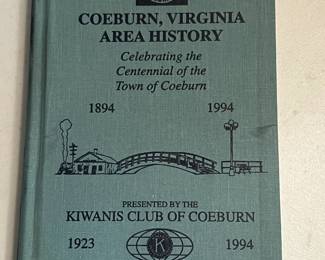 COEBURN, VIRGINIA
AREA HISTORY
Celebrating the
Centennial of the
Town of Coeburn
1894 1994
PRESENTED BY THE
KIWANIS CLUB OF COEBURN
1923 K 1994